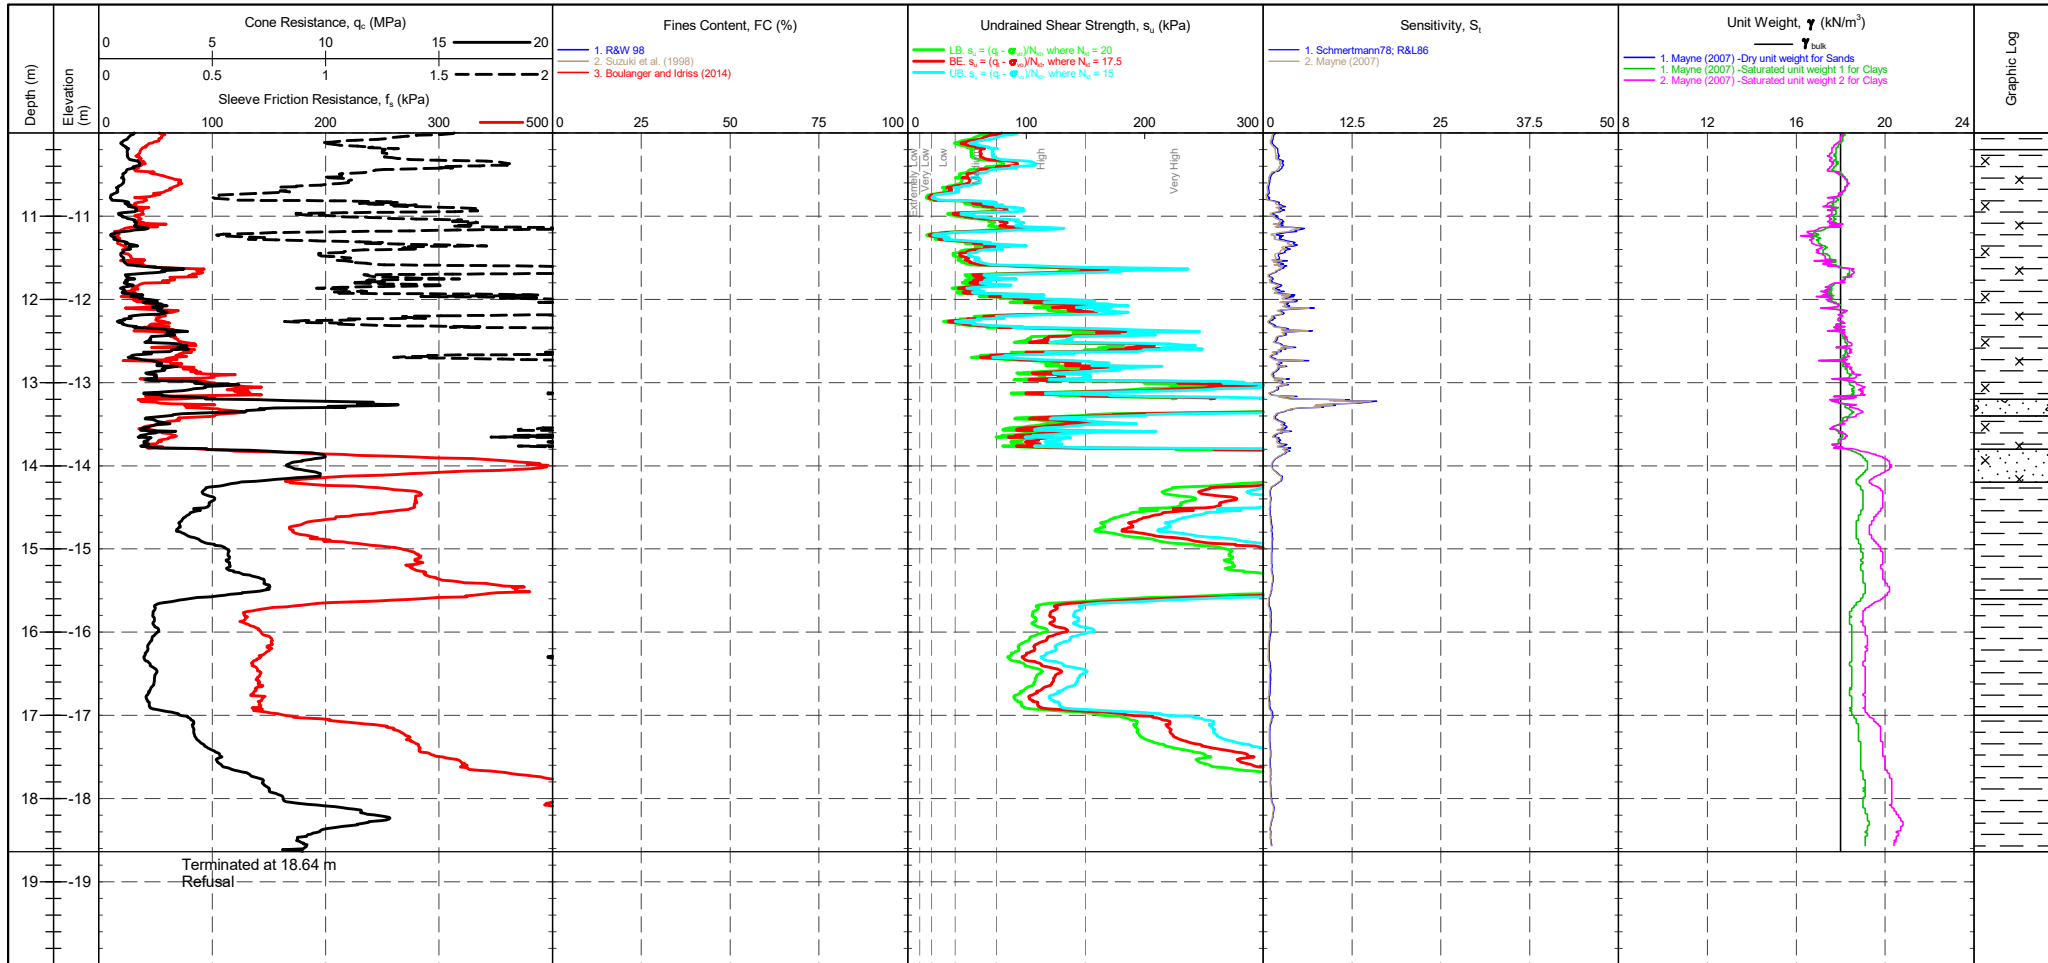 Cone Resistance, qc (MPa)
0 5 10 15 20
0 0.5 1 1.5 2
Sleeve Friction Resistance, fs (kPa)
0 100 200 300 500
Depth (m)
Elevation (m)
Fines Content, FC (%)
1. R&W 98
2. Suzuki et al. (1998)
3. Boulanger and Idriss (2014)
0 25 50 75 100
Undrained Shear Strength, su (kPa)
LB. su = (qt - σvo)/Nkt, where Nkt = 20
BE. su = (qt - σvo)/Nkt, where Nkt = 17.5
UB. su = (qt - σvo)/Nkt, where Nkt = 15
0 100 200 300
Extremely Low
Very Low
Low
High
Very High
Sensitivity, St
1. Schmertmann78; R&L86
2. Mayne (2007)
0 12.5 25 37.5 50
Unit Weight, γ (kN/m³)
γbulk
1. Mayne (2007) -Dry unit weight for Sands
1. Mayne (2007) -Saturated unit weight 1 for Clays
2. Mayne (2007) -Saturated unit weight 2 for Clays
8 12 16 20 24
Graphic Log
11 -11
12 -12
13 -13
14 -14
15 -15
16 -16
17 -17
18 -18
19 -19
Terminated at 18.64 m
Refusal